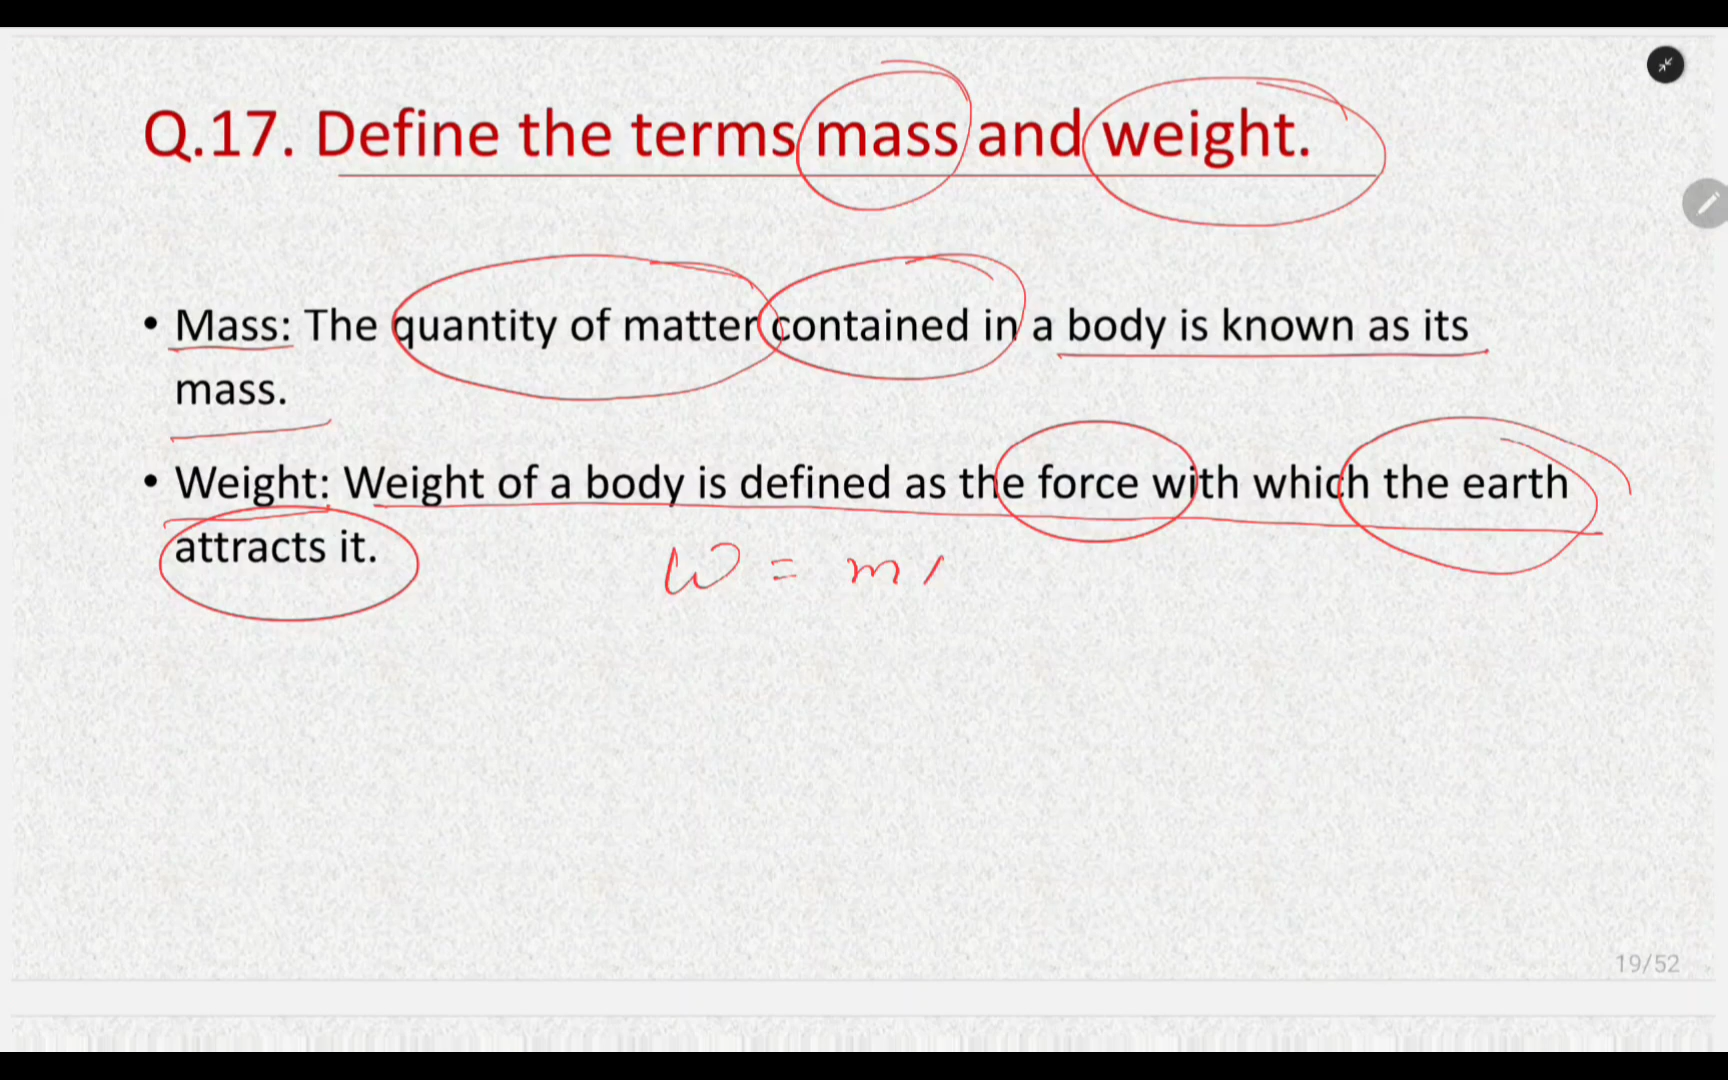 Q.17. Define the terms mass and weight.
• Mass: The quantity of matter contained in a body is known as its
mass.
• Weight: Weight of a body is defined as the force with which the earth
attracts it.
W = m
19/52